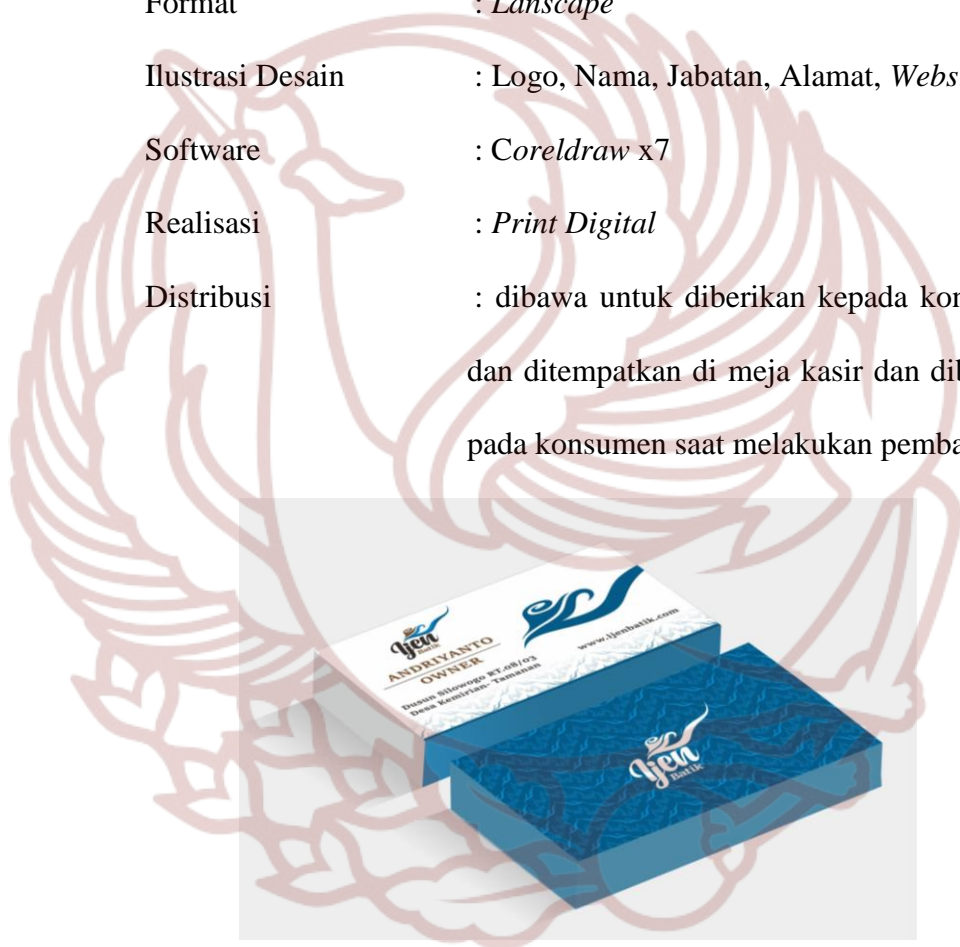 Format : Lanscape
Ilustrasi Desain : Logo, Nama, Jabatan, Alamat, Webs
Software : Coreldraw x7
Realisasi : Print Digital
Distribusi : dibawa untuk diberikan kepada kon
dan ditempatkan di meja kasir dan dib
pada konsumen saat melakukan pemba
Ijen
Batik
ANDRIYANTO
OWNER
Dusun Silowogo RT.08/03
Desa Kemirian- Tamanan
www.ijenbatik.com
Ijen
Batik